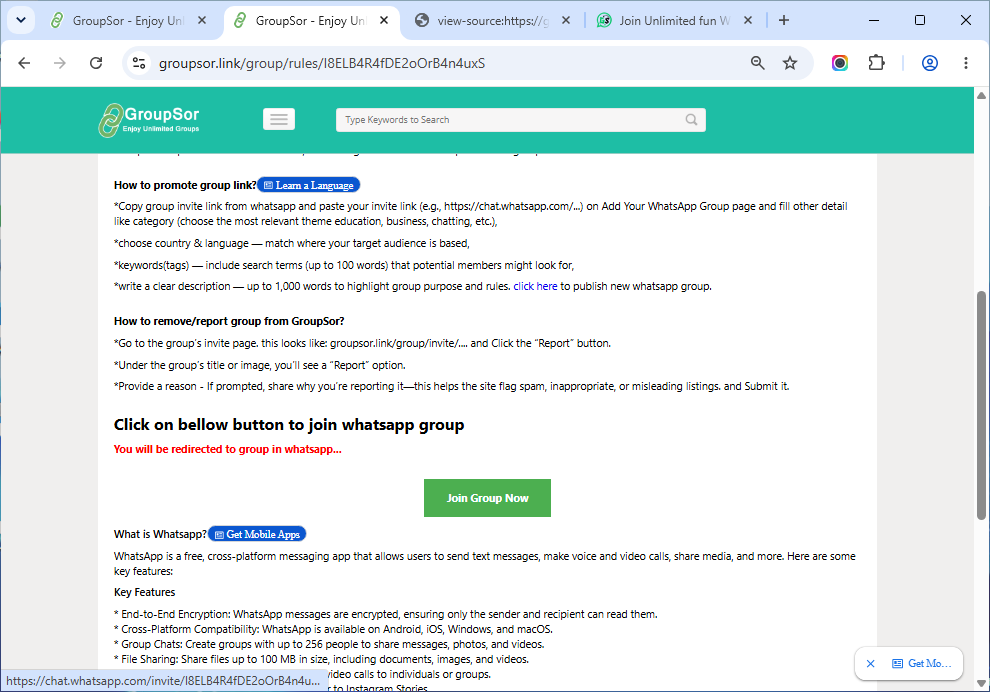 GroupSor - Enjoy Unl
GroupSor - Enjoy Unl
view-source:https://g
Join Unlimited fun W
groupsor.link/group/rules/I8ELB4R4fDE2oOrB4n4uxS
GroupSor
Enjoy Unlimited Groups
Type Keywords to Search
How to promote group link? Learn a Language
*Copy group invite link from whatsapp and paste your invite link (e.g., https://chat.whatsapp.com/...) on Add Your WhatsApp Group page and fill other detail
like category (choose the most relevant theme education, business, chatting, etc.),
*choose country & language — match where your target audience is based,
*keywords(tags) — include search terms (up to 100 words) that potential members might look for,
*write a clear description — up to 1,000 words to highlight group purpose and rules. click here to publish new whatsapp group.
How to remove/report group from GroupSor?
*Go to the group's invite page. this looks like: groupsor.link/group/invite/.... and Click the “Report” button.
*Under the group's title or image, you'll see a “Report” option.
*Provide a reason - If prompted, share why you're reporting it—this helps the site flag spam, inappropriate, or misleading listings. and Submit it.
Click on bellow button to join whatsapp group
You will be redirected to group in whatsapp...
Join Group Now
What is Whatsapp? Get Mobile Apps
WhatsApp is a free, cross-platform messaging app that allows users to send text messages, make voice and video calls, share media, and more. Here are some
key features:
Key Features
* End-to-End Encryption: WhatsApp messages are encrypted, ensuring only the sender and recipient can read them.
* Cross-Platform Compatibility: WhatsApp is available on Android, iOS, Windows, and macOS.
* Group Chats: Create groups with up to 256 people to share messages, photos, and videos.
* File Sharing: Share files up to 100 MB in size, including documents, images, and videos.
video calls to individuals or groups.
r to Instagram Stories.
Get Mo...
https://chat.whatsapp.com/invite/I8ELB4R4fDE2oOrB4n4u...